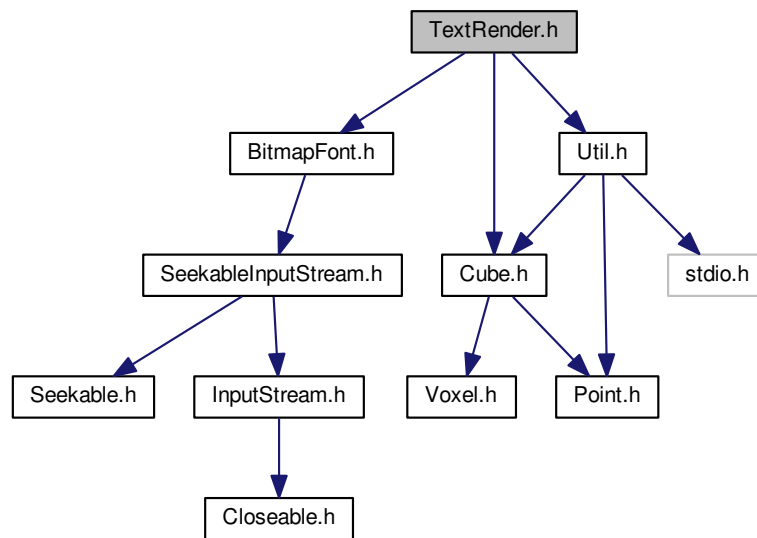 TextRender.h
BitmapFont.h
Util.h
SeekableInputStream.h
Cube.h
stdio.h
Seekable.h
InputStream.h
Voxel.h
Point.h
Closeable.h